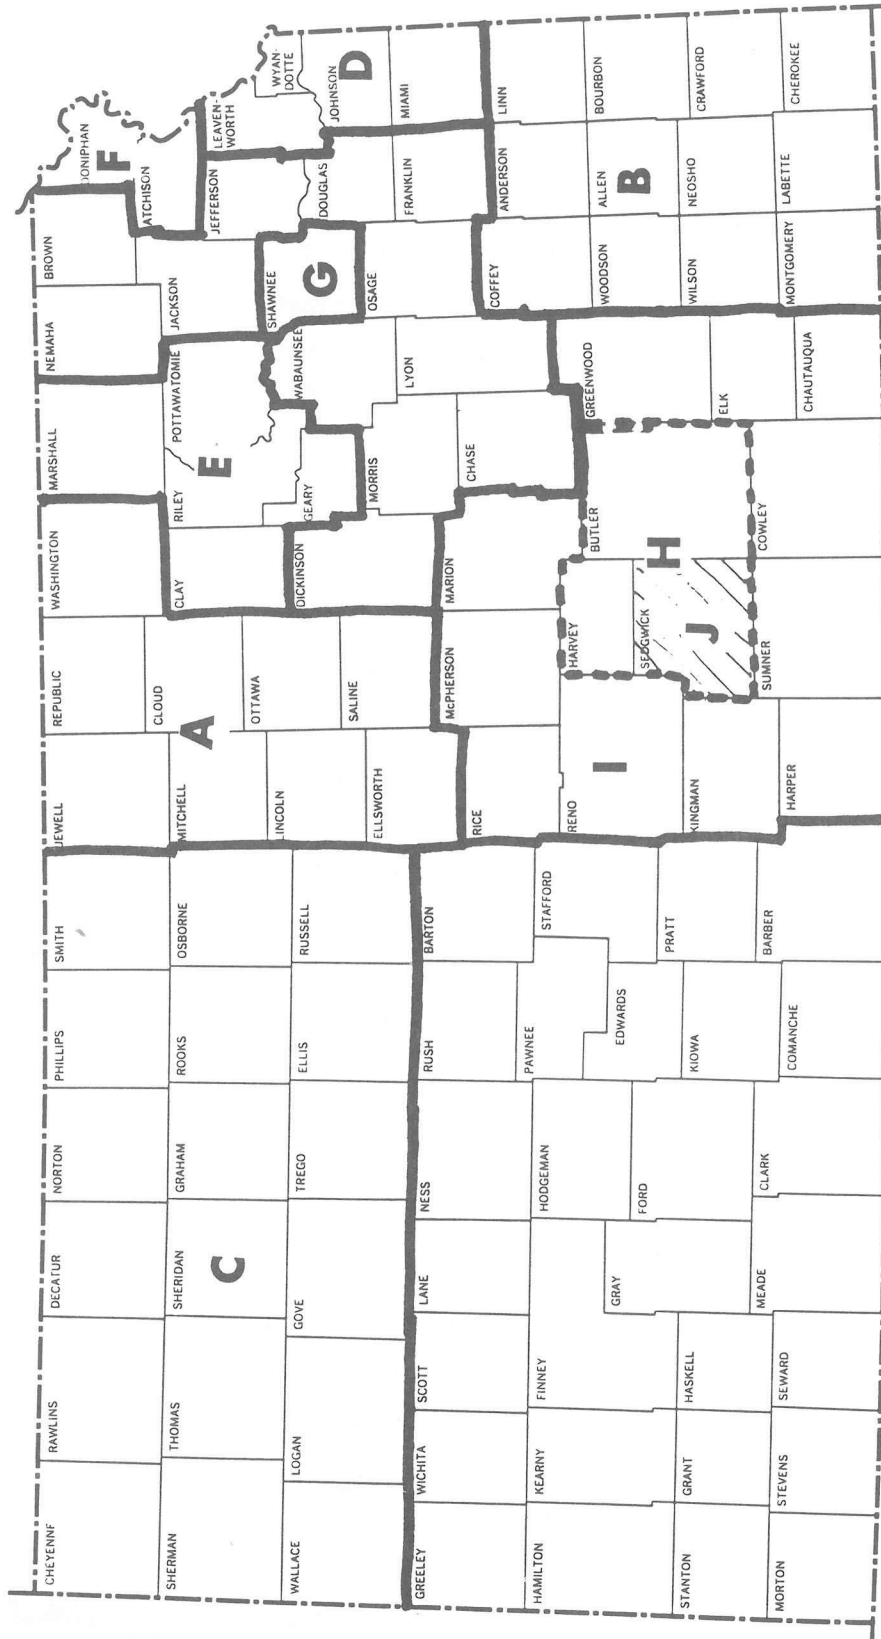 CHEYENNE
RAWLINS
DECATUR
NORTON
PHILLIPS
SMITH
JEWELL
REPUBLIC
WASHINGTON
MARSHALL
NEMAHA
BROWN
DONIPHAN
F
SHERMAN
THOMAS
SHERIDAN
GRAHAM
ROOKS
OSBORNE
MITCHELL
CLOUD
CLAY
RILEY
POTTAWATOMIE
JACKSON
ATCHISON
C
A
OTTAWA
E
JEFFERSON
LEAVEN-
WORTH
WALLACE
LOGAN
GOVE
TREGO
ELLIS
RUSSELL
LINCOLN
SALINE
DICKINSON
GEARY
WABAUNSEE
SHAWNEE
G
DOUGLAS
WYAN-
DOTTE
JOHNSON
D
ELLSWORTH
MORRIS
OSAGE
FRANKLIN
MIAMI
GREELEY
WICHITA
SCOTT
LANE
NESS
RUSH
BARTON
RICE
McPHERSON
MARION
CHASE
LYON
COFFEY
ANDERSON
LINN
HAMILTON
KEARNY
FINNEY
HODGEMAN
PAWNEE
STAFFORD
RENO
HARVEY
BUTLER
GREENWOOD
WOODSON
ALLEN
BOURBON
B
GRAY
FORD
EDWARDS
I
SEDGWICK
H
J
STANTON
GRANT
HASKELL
KIOWA
PRATT
KINGMAN
ELK
WILSON
NEOSHO
CRAWFORD
MORTON
STEVENS
SEWARD
MEADE
CLARK
COMANCHE
BARBER
HARPER
SUMNER
COWLEY
CHAUTAUQUA
MONTGOMERY
LABETTE
CHEROKEE